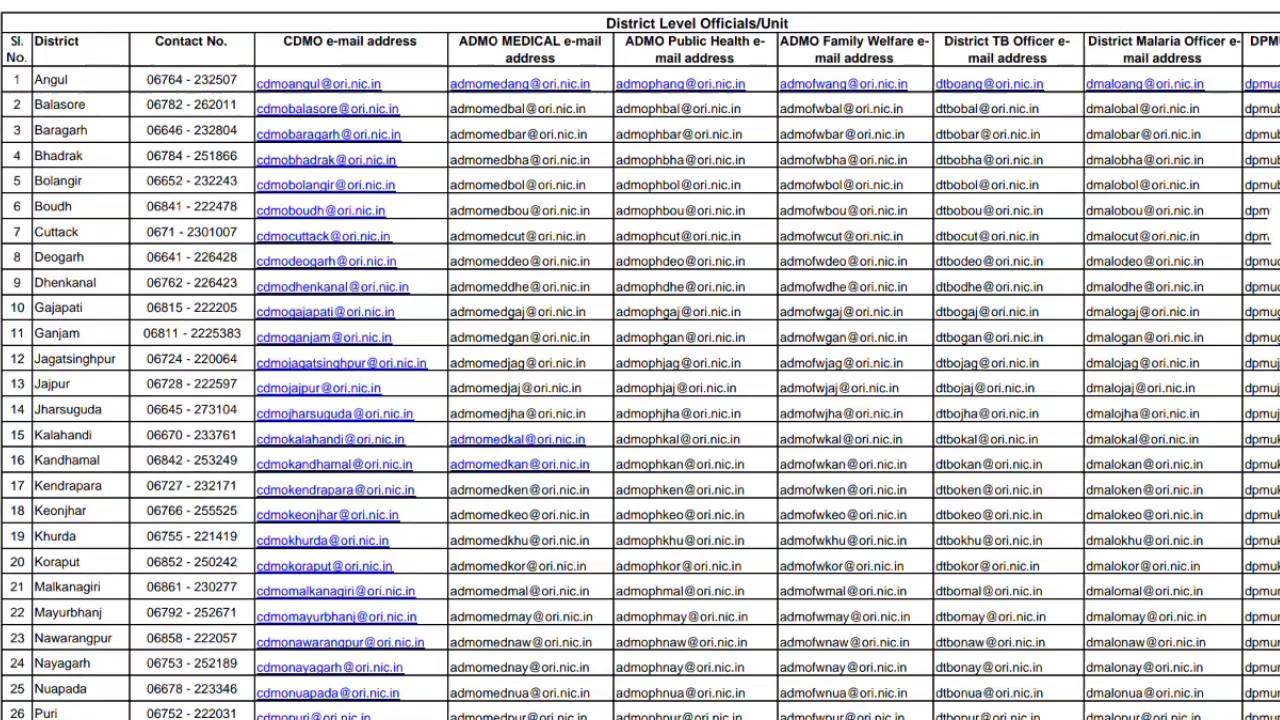 District Level Officials/Unit
Sl. No. District Contact No. CDMO e-mail address ADMO MEDICAL e-mail address ADMO Public Health e-mail address ADMO Family Welfare e-mail address District TB Officer e-mail address District Malaria Officer e-mail address
1 Angul 06764 - 232507 cdmoangul@ori.nic.in admomedang@ori.nic.in admophang@ori.nic.in admofwang@ori.nic.in dtboang@ori.nic.in dmaloang@ori.nic.in
2 Balasore 06782 - 262011 cdmobalasore@ori.nic.in admomedbal@ori.nic.in admophbal@ori.nic.in admofwbal@ori.nic.in dtbobal@ori.nic.in dmalobal@ori.nic.in
3 Baragarh 06646 - 232804 cdmobaragarh@ori.nic.in admomedbar@ori.nic.in admophbar@ori.nic.in admofwbar@ori.nic.in dtbobar@ori.nic.in dmalobar@ori.nic.in
4 Bhadrak 06784 - 251866 cdmobhadrak@ori.nic.in admomedbha@ori.nic.in admophbha@ori.nic.in admofwbha@ori.nic.in dtbobha@ori.nic.in dmalobha@ori.nic.in
5 Bolangir 06652 - 232243 cdmobolangir@ori.nic.in admomedbol@ori.nic.in admophbol@ori.nic.in admofwbol@ori.nic.in dtbobol@ori.nic.in dmalobol@ori.nic.in
6 Boudh 06841 - 222478 cdmoboudh@ori.nic.in admomedbou@ori.nic.in admophbou@ori.nic.in admofwbou@ori.nic.in dtbobou@ori.nic.in dmalobou@ori.nic.in
7 Cuttack 0671 - 2301007 cdmocuttack@ori.nic.in admomedcut@ori.nic.in admophcut@ori.nic.in admofwcut@ori.nic.in dtbocut@ori.nic.in dmalocut@ori.nic.in
8 Deogarh 06641 - 226428 cdmodeogarh@ori.nic.in admomeddeo@ori.nic.in admophdeo@ori.nic.in admofwdeo@ori.nic.in dtbodeo@ori.nic.in dmalodeo@ori.nic.in
9 Dhenkanal 06762 - 226423 cdmodhenkanal@ori.nic.in admomeddhe@ori.nic.in admophdhe@ori.nic.in admofwdhe@ori.nic.in dtbodhe@ori.nic.in dmalodhe@ori.nic.in
10 Gajapati 06815 - 222205 cdmogajapati@ori.nic.in admomedgaj@ori.nic.in admophgaj@ori.nic.in admofwgaj@ori.nic.in dtbogaj@ori.nic.in dmalogaj@ori.nic.in
11 Ganjam 06811 - 2225383 cdmoganjam@ori.nic.in admomedgan@ori.nic.in admophgan@ori.nic.in admofwgan@ori.nic.in dtbogan@ori.nic.in dmalogan@ori.nic.in
12 Jagatsinghpur 06724 - 220064 cdmojagatsinghpur@ori.nic.in admomedjag@ori.nic.in admophjag@ori.nic.in admofwjag@ori.nic.in dtbojag@ori.nic.in dmalojag@ori.nic.in
13 Jajpur 06728 - 222597 cdmojajpur@ori.nic.in admomedjaj@ori.nic.in admophjaj@ori.nic.in admofwjaj@ori.nic.in dtbojaj@ori.nic.in dmalojaj@ori.nic.in
14 Jharsuguda 06645 - 273104 cdmojharsuguda@ori.nic.in admomedjha@ori.nic.in admophjha@ori.nic.in admofwjha@ori.nic.in dtbojha@ori.nic.in dmalojha@ori.nic.in
15 Kalahandi 06670 - 233761 cdmokalahandi@ori.nic.in admomedkal@ori.nic.in admophkal@ori.nic.in admofwkal@ori.nic.in dtbokal@ori.nic.in dmalokal@ori.nic.in
16 Kandhamal 06842 - 253249 cdmokandhamal@ori.nic.in admomedkan@ori.nic.in admophkan@ori.nic.in admofwkan@ori.nic.in dtbokan@ori.nic.in dmalokan@ori.nic.in
17 Kendrapara 06727 - 232171 cdmokendrapara@ori.nic.in admomedken@ori.nic.in admophken@ori.nic.in admofwken@ori.nic.in dtboken@ori.nic.in dmaloken@ori.nic.in
18 Keonjhar 06766 - 255525 cdmokeonjhar@ori.nic.in admomedkeo@ori.nic.in admophkeo@ori.nic.in admofwkeo@ori.nic.in dtbokeo@ori.nic.in dmalokeo@ori.nic.in
19 Khurda 06755 - 221419 cdmokhurda@ori.nic.in admomedkhu@ori.nic.in admophkhu@ori.nic.in admofwkhu@ori.nic.in dtbokhu@ori.nic.in dmalokhu@ori.nic.in
20 Koraput 06852 - 250242 cdmokoraput@ori.nic.in admomedkor@ori.nic.in admophkor@ori.nic.in admofwkor@ori.nic.in dtbokor@ori.nic.in dmalokor@ori.nic.in
21 Malkanagiri 06861 - 230277 cdmomalkanagiri@ori.nic.in admomedmal@ori.nic.in admophmal@ori.nic.in admofwmal@ori.nic.in dtbomal@ori.nic.in dmalomal@ori.nic.in
22 Mayurbhanj 06792 - 252671 cdmomayurbhanj@ori.nic.in admomedmay@ori.nic.in admophmay@ori.nic.in admofwmay@ori.nic.in dtbomay@ori.nic.in dmalomay@ori.nic.in
23 Nawarangpur 06858 - 222057 cdmonawarangpur@ori.nic.in admomednaw@ori.nic.in admophnaw@ori.nic.in admofwnaw@ori.nic.in dtbonaw@ori.nic.in dmalonaw@ori.nic.in
24 Nayagarh 06753 - 252189 cdmonayagarh@ori.nic.in admomednay@ori.nic.in admophnay@ori.nic.in admofwnay@ori.nic.in dtbonay@ori.nic.in dmalonay@ori.nic.in
25 Nuapada 06678 - 223346 cdmonuapada@ori.nic.in admomednua@ori.nic.in admophnua@ori.nic.in admofwnua@ori.nic.in dtbonua@ori.nic.in dmalonua@ori.nic.in
26 Puri 06752 - 222031 cdmopuri@ori.nic.in admomedpur@ori.nic.in admophpur@ori.nic.in admofwpur@ori.nic.in dtbopur@ori.nic.in dmalopur@ori.nic.in